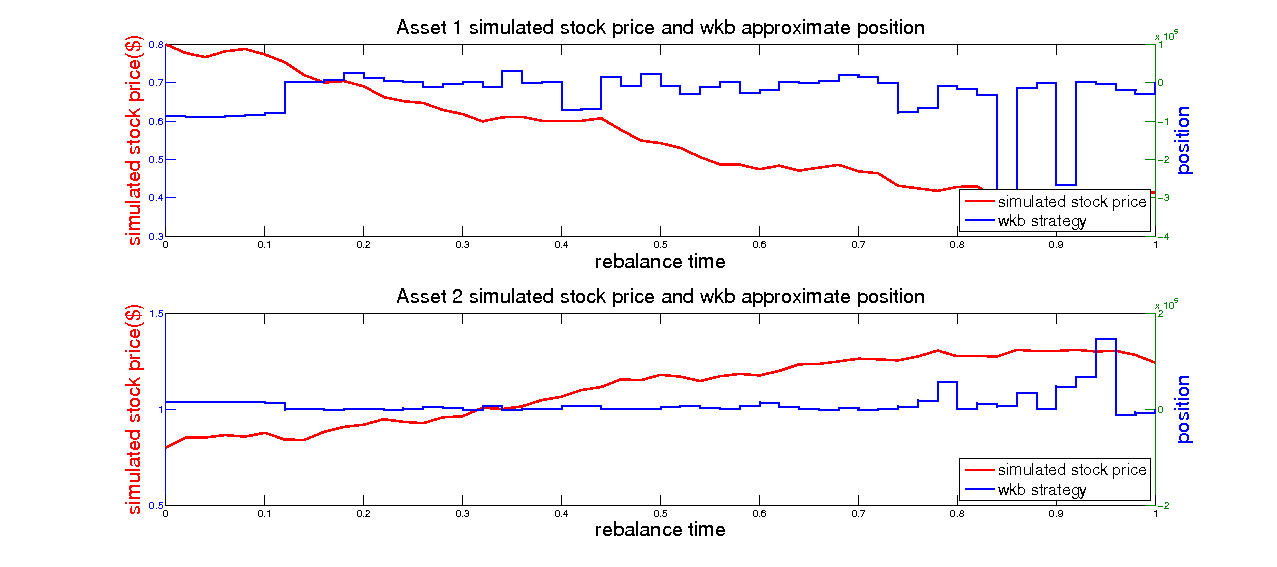 Asset 1 simulated stock price and wkb approximate position
x 10
0.8
0.7
0.6
0.5
0.4
0.3
simulated stock price($)
1
0
-1
-2
-3
-4
position
simulated stock price
wkb strategy
0 0.1 0.2 0.3 0.4 0.5 0.6 0.7 0.8 0.9 1
rebalance time
Asset 2 simulated stock price and wkb approximate position
x 10
1.5
1
0.5
simulated stock price($)
2
0
-2
position
simulated stock price
wkb strategy
0 0.1 0.2 0.3 0.4 0.5 0.6 0.7 0.8 0.9 1
rebalance time